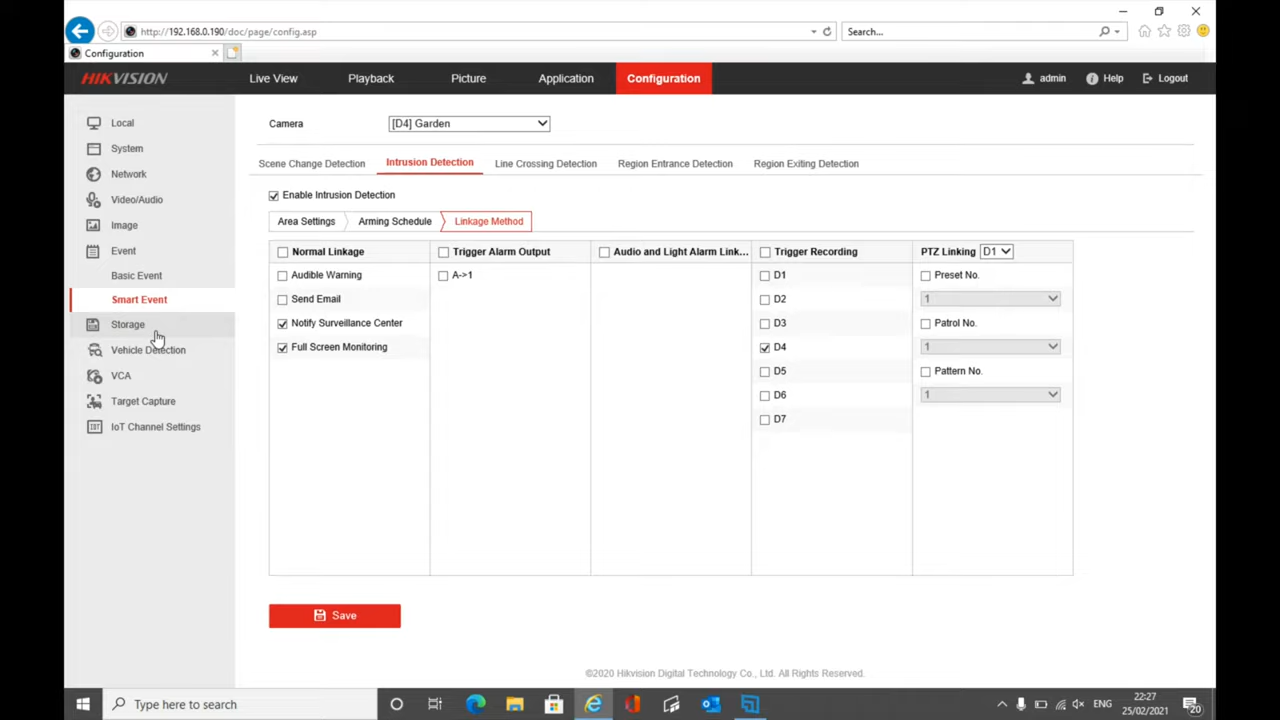 http://192.168.0.190/doc/page/config.asp
Search...
Configuration
HIKVISION
Live View
Playback
Picture
Application
Configuration
admin
Help
Logout
Local
System
Network
Video/Audio
Image
Event
Basic Event
Smart Event
Storage
Vehicle Detection
VCA
Target Capture
IoT Channel Settings
Camera
[D4] Garden
Scene Change Detection
Intrusion Detection
Line Crossing Detection
Region Entrance Detection
Region Exiting Detection
Enable Intrusion Detection
Area Settings
Arming Schedule
Linkage Method
Normal Linkage
Trigger Alarm Output
Audio and Light Alarm Link...
Trigger Recording
PTZ Linking D1
Audible Warning
A->1
D1
Preset No.
Send Email
D2
1
Notify Surveillance Center
D3
Patrol No.
Full Screen Monitoring
D4
1
D5
Pattern No.
D6
1
D7
Save
©2020 Hikvision Digital Technology Co., Ltd. All Rights Reserved.
Type here to search
ENG
22:27
25/02/2021
20